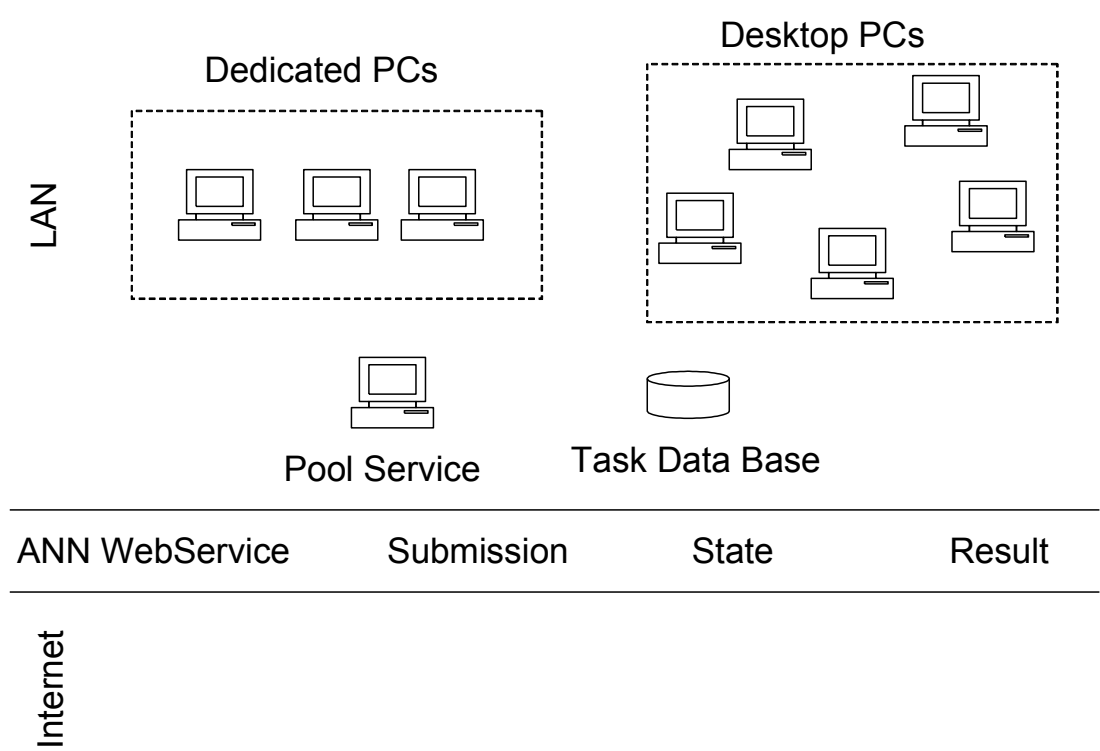 Desktop PCs
Dedicated PCs
LAN
Pool Service
Task Data Base
ANN WebService Submission State Result
Internet